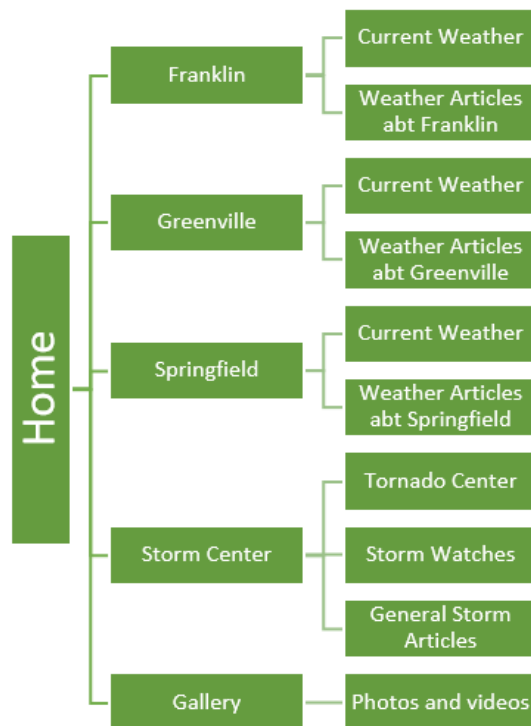 Home
Franklin
Current Weather
Weather Articles
abt Franklin
Greenville
Current Weather
Weather Articles
abt Greenville
Springfield
Current Weather
Weather Articles
abt Springfield
Storm Center
Tornado Center
Storm Watches
General Storm
Articles
Gallery
Photos and videos